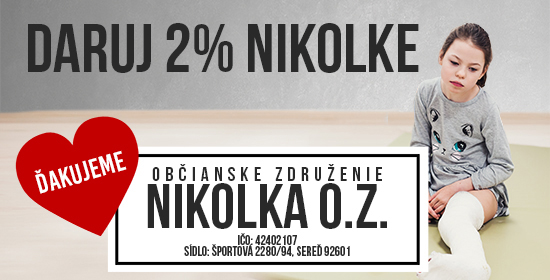 DARUJ 2% NIKOLKE
ĎAKUJEME
OBČIANSKE ZDRUŽENIE
NIKOLKA O.Z.
IČO: 42402107
SÍDLO: ŠPORTOVÁ 2280/94, SEREĎ 92601